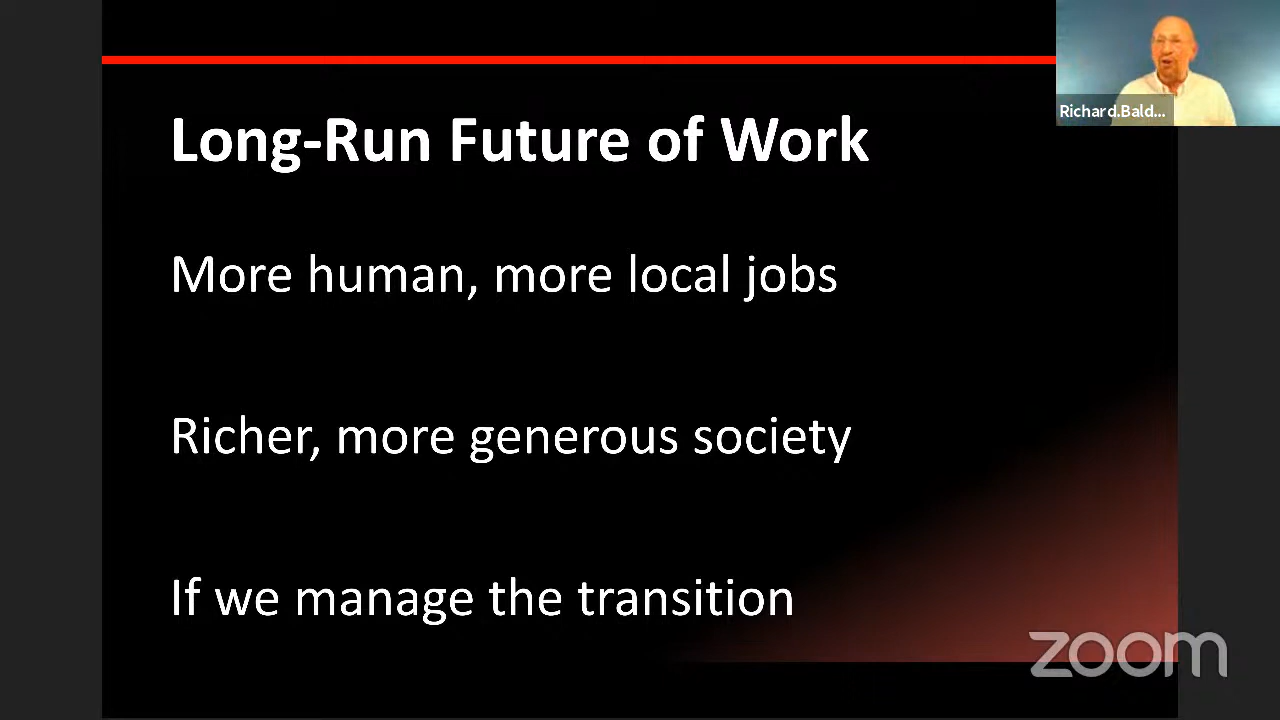 Richard.Bald...
Long-Run Future of Work
More human, more local jobs
Richer, more generous society
If we manage the transition
zoom